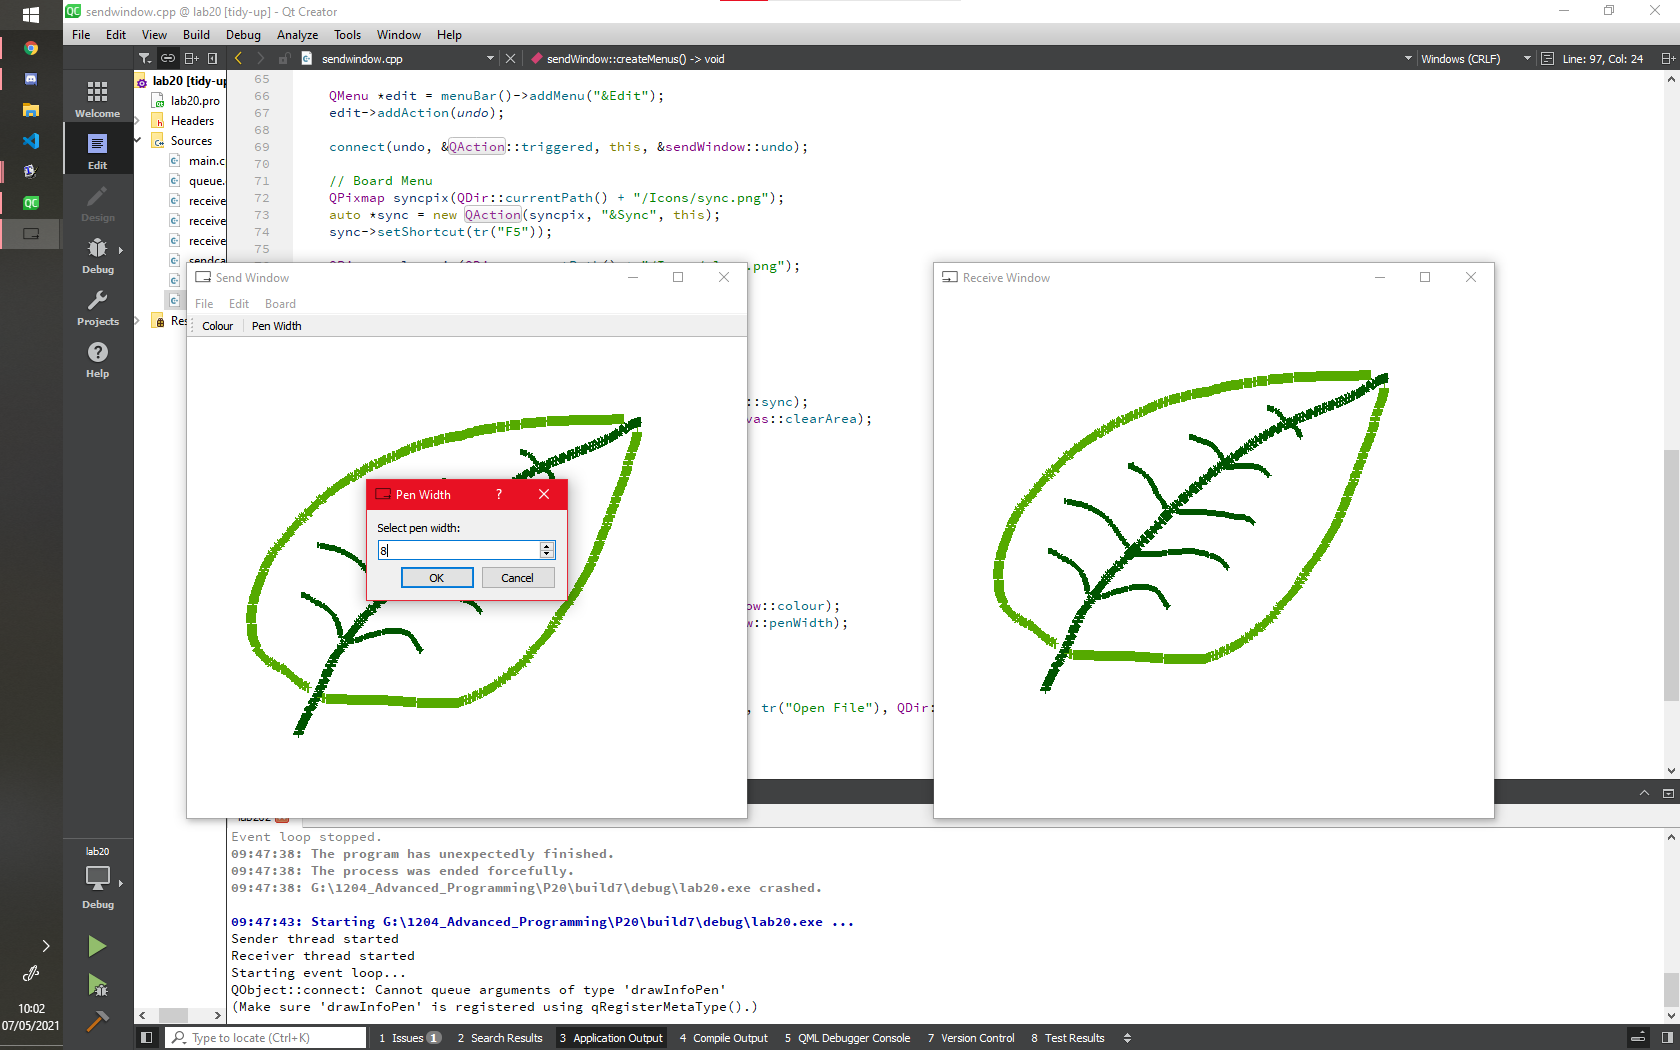 sendwindow.cpp @ lab20 [tidy-up] - Qt Creator
File Edit View Build Debug Analyze Tools Window Help
sendwindow.cpp
sendWindow::createMenus() -> void
Windows (CRLF)
Line: 97, Col: 24
Welcome
Edit
Design
Debug
Projects
Help
lab20
Debug
lab20 [tidy-up
lab20.pro
Headers
Sources
main.c
queue.
receive
receive
receive
sendca
Res
65
66 QMenu *edit = menuBar()->addMenu("&Edit");
67 edit->addAction(undo);
68
69 connect(undo, &QAction::triggered, this, &sendWindow::undo);
70
71 // Board Menu
72 QPixmap syncpix(QDir::currentPath() + "/Icons/sync.png");
73 auto *sync = new QAction(syncpix, "&Sync", this);
74 sync->setShortcut(tr("F5"));
75
.png");
::sync);
vas::clearArea);
ow::colour);
w::penWidth);
, tr("Open File"), QDir:
Send Window
File Edit Board
Colour Pen Width
Pen Width ?
Select pen width:
8
OK Cancel
Receive Window
Event loop stopped.
09:47:38: The program has unexpectedly finished.
09:47:38: The process was ended forcefully.
09:47:38: G:\1204_Advanced_Programming\P20\build7\debug\lab20.exe crashed.
09:47:43: Starting G:\1204_Advanced_Programming\P20\build7\debug\lab20.exe ...
Sender thread started
Receiver thread started
Starting event loop...
QObject::connect: Cannot queue arguments of type 'drawInfoPen'
(Make sure 'drawInfoPen' is registered using qRegisterMetaType().)
Type to locate (Ctrl+K)
1 Issues 1 2 Search Results 3 Application Output 4 Compile Output 5 QML Debugger Console 7 Version Control 8 Test Results
10:02
07/05/2021